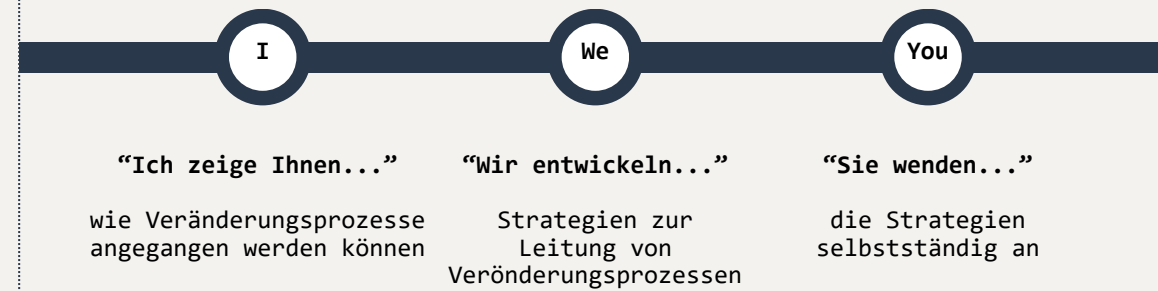 I
We
You
“Ich zeige Ihnen...”
“Wir entwickeln...”
“Sie wenden...”
wie Veränderungsprozesse
angegangen werden können
Strategien zur
Leitung von
Verönderungsprozessen
die Strategien
selbstständig an